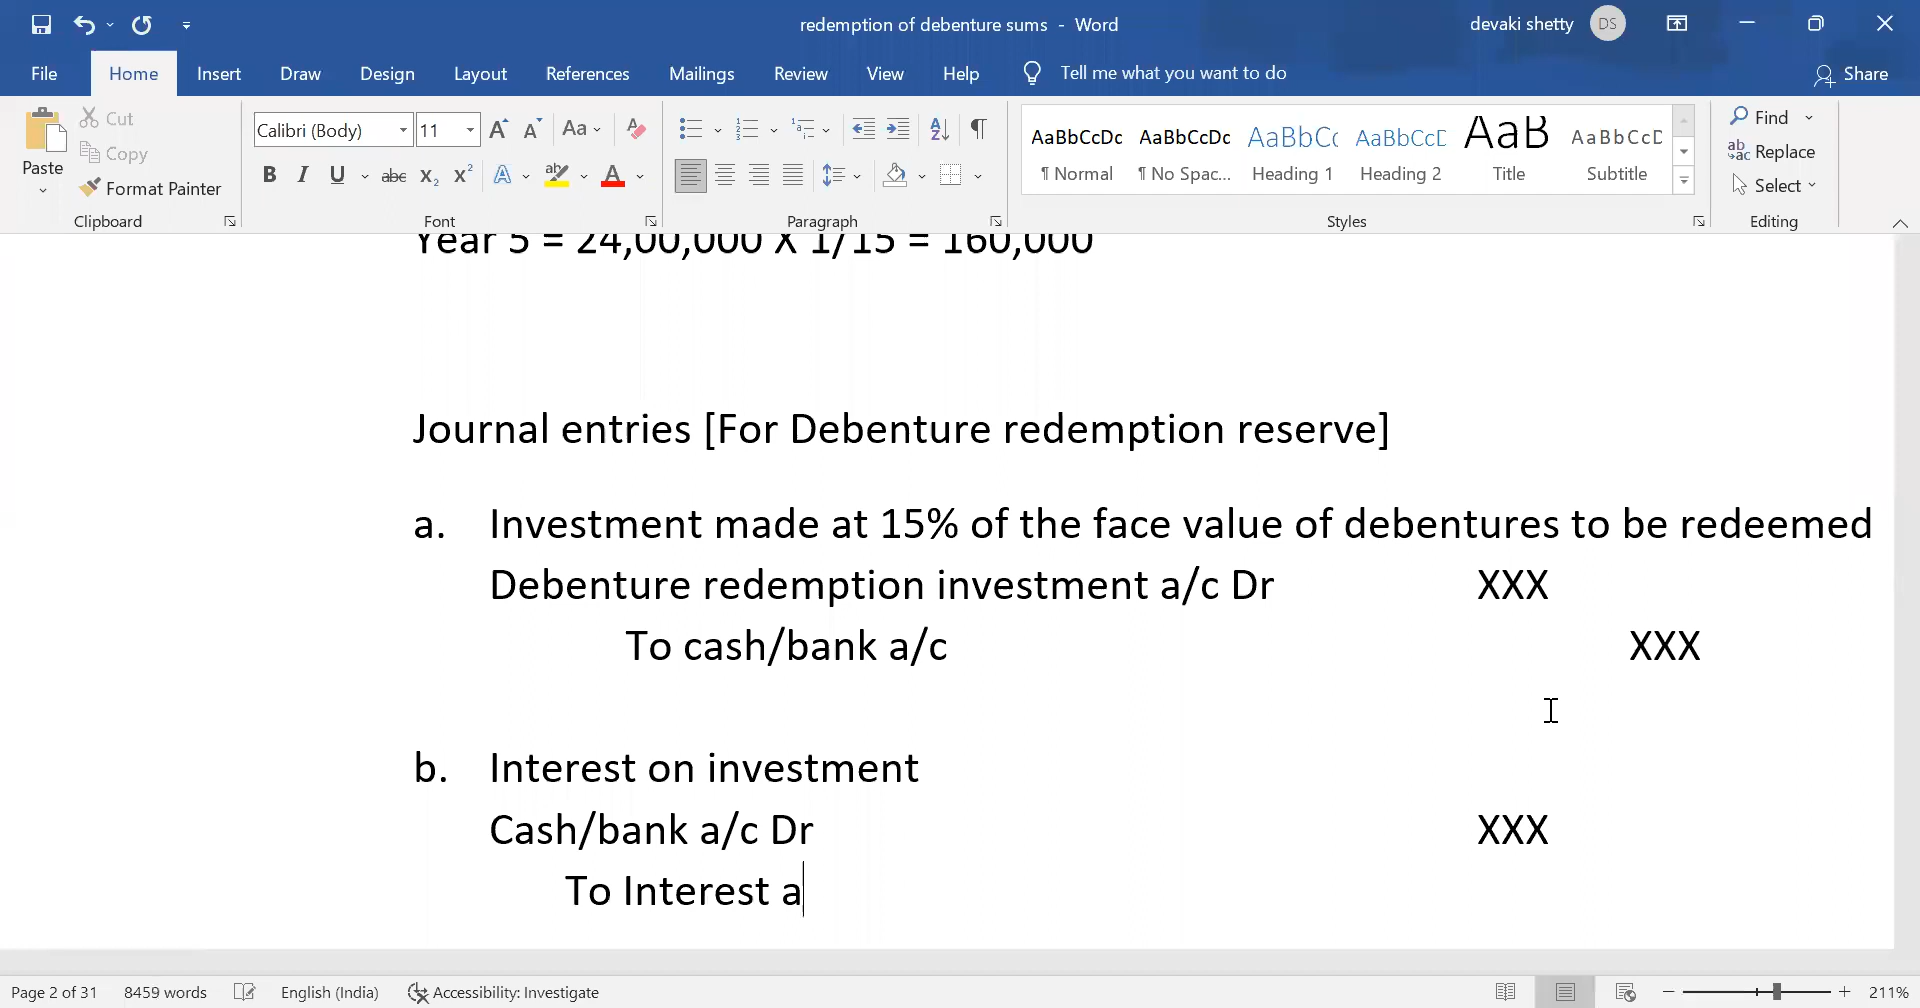 redemption of debenture sums - Word
devaki shetty DS
File Home Insert Draw Design Layout References Mailings Review View Help Tell me what you want to do Share
Paste
Cut
Copy
Format Painter
Clipboard
Calibri (Body) 11
Font
Paragraph
AaBbCcDc AaBbCcDc AaBbCc AaBbCcD AaB AaBbCcD
¶ Normal ¶ No Spac... Heading 1 Heading 2 Title Subtitle
Styles
Find
Replace
Select
Editing
Year 5 = 24,00,000 X 1/15 = 160,000
Journal entries [For Debenture redemption reserve]
a. Investment made at 15% of the face value of debentures to be redeemed
Debenture redemption investment a/c Dr XXX
To cash/bank a/c XXX
b. Interest on investment
Cash/bank a/c Dr XXX
To Interest a
Page 2 of 31 8459 words English (India) Accessibility: Investigate 211%